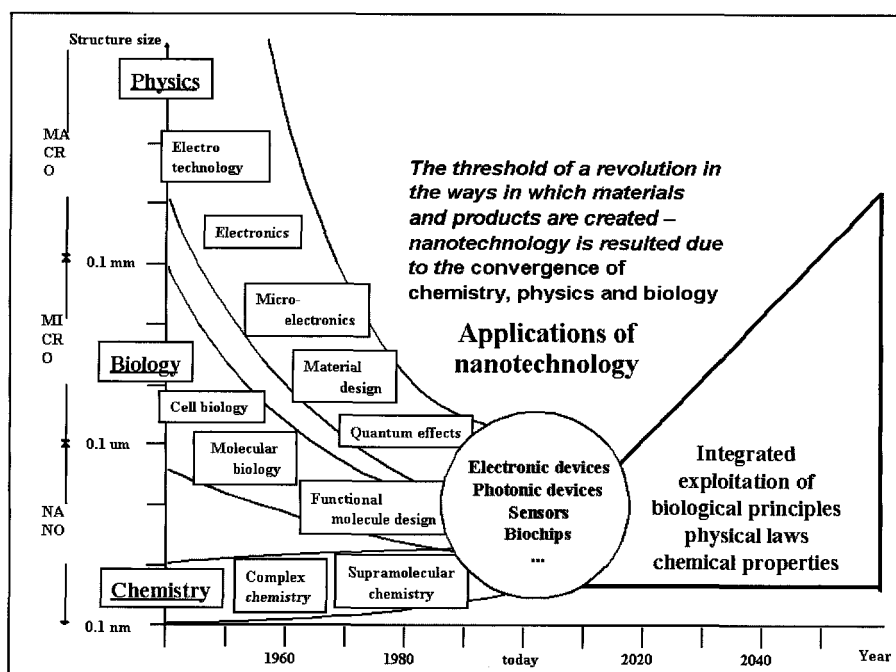 Structure size
Physics
MA
CR
O
Electro
technology
Electronics
0.1 mm
Micro-
electronics
MI
CR
O
Biology
Material
design
Cell biology
Quantum effects
0.1 um
Molecular
biology
Functional
molecule design
NA
NO
Chemistry
Complex
chemistry
Supramolecular
chemistry
0.1 nm
The threshold of a revolution in
the ways in which materials
and products are created –
nanotechnology is resulted due
to the convergence of
chemistry, physics and biology
Applications of
nanotechnology
Electronic devices
Photonic devices
Sensors
Biochips
...
Integrated
exploitation of
biological principles
physical laws
chemical properties
1960 1980 today 2020 2040 Year